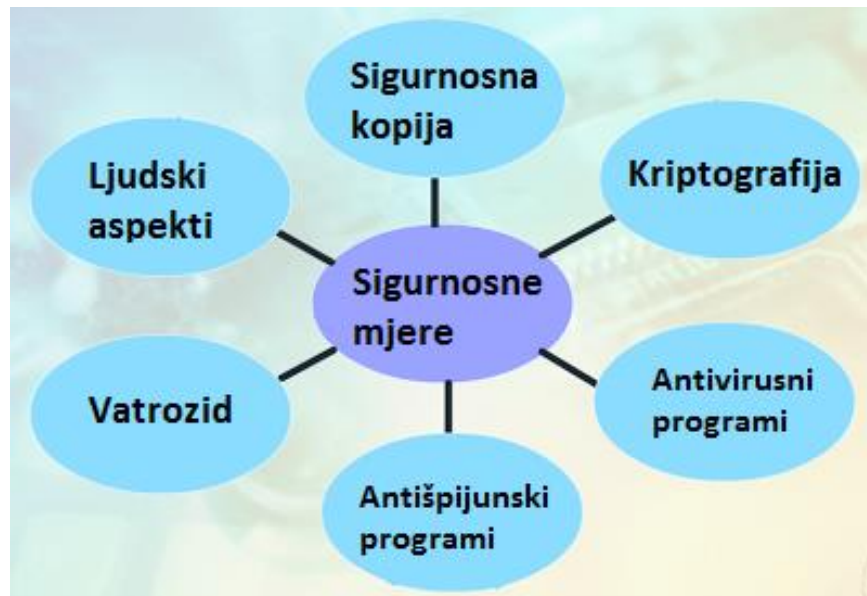 Sigurnosna
kopija
Ljudski
aspekti
Kriptografija
Sigurnosne
mjere
Vatrozid
Antivirusni
programi
Antišpijunski
programi